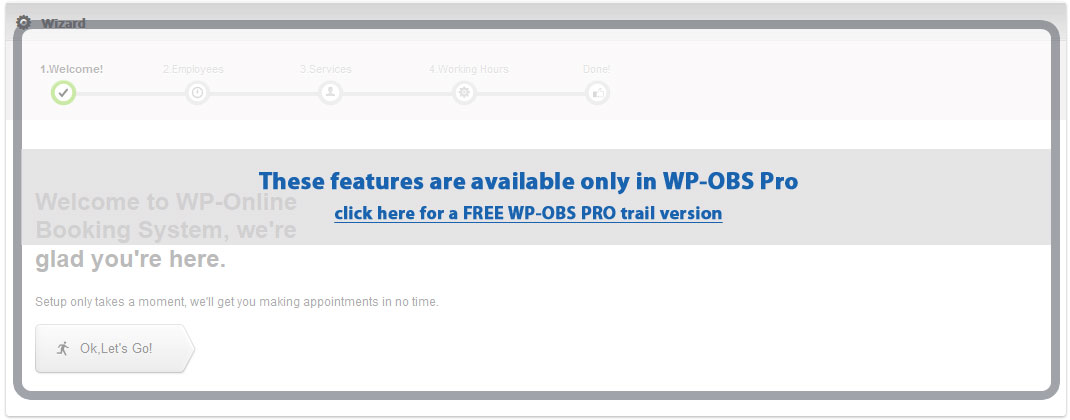 Wizard
1.Welcome! 2.Employees 3.Services 4.Working Hours Done!
These features are available only in WP-OBS Pro
click here for a FREE WP-OBS PRO trail version
Welcome to WP-Online
Booking System, we're
glad you're here.
Setup only takes a moment, we'll get you making appointments in no time.
Ok,Let's Go!